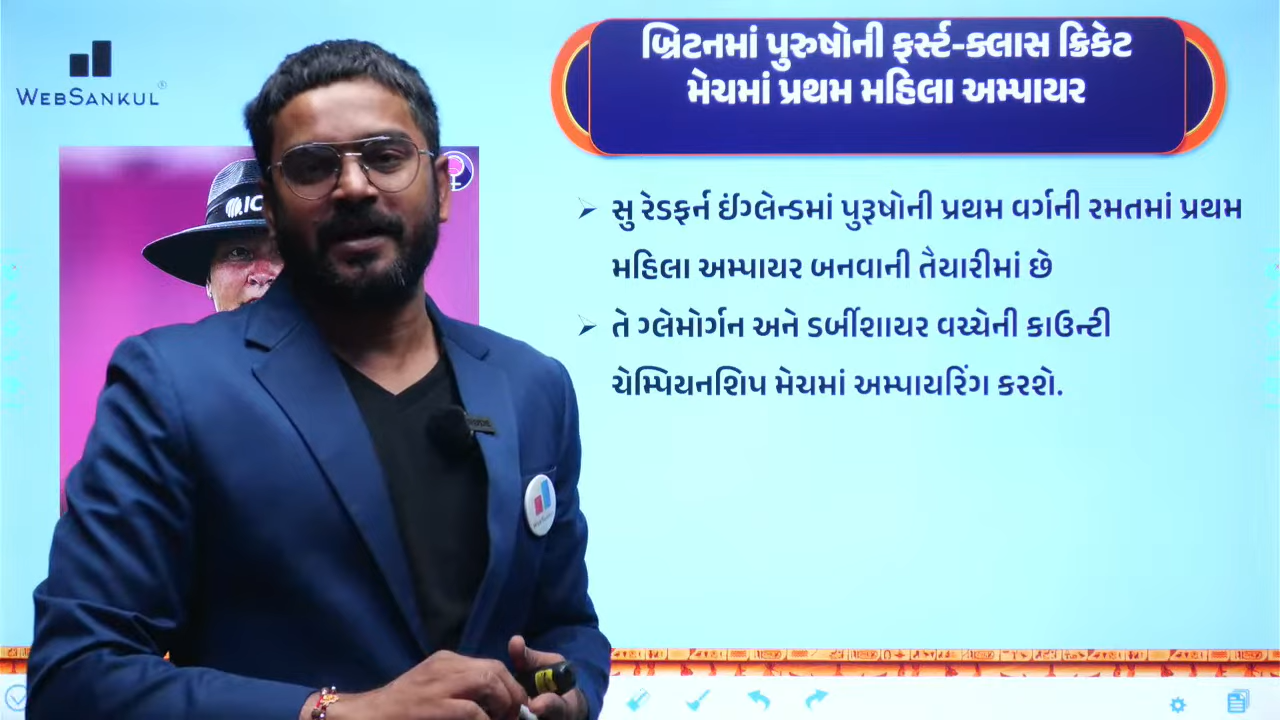 WEBSANKUL
બ્રિટનમાં પુરુષોની ફર્સ્ટ-ક્લાસ ક્રિકેટ
મેચમાં પ્રથમ મહિલા અમ્પાયર
IC
સુ રેડફર્ન ઈંગ્લેન્ડમાં પુરૂષોની પ્રથમ વર્ગની રમતમાં પ્રથમ
મહિલા અમ્પાયર બનવાની તૈયારીમાં છે
તે ગ્લેમોર્ગન અને ડર્બીશાયર વચ્ચેની કાઉન્ટી
ચેમ્પિયનશિપ મેચમાં અમ્પાયરિંગ કરશે.